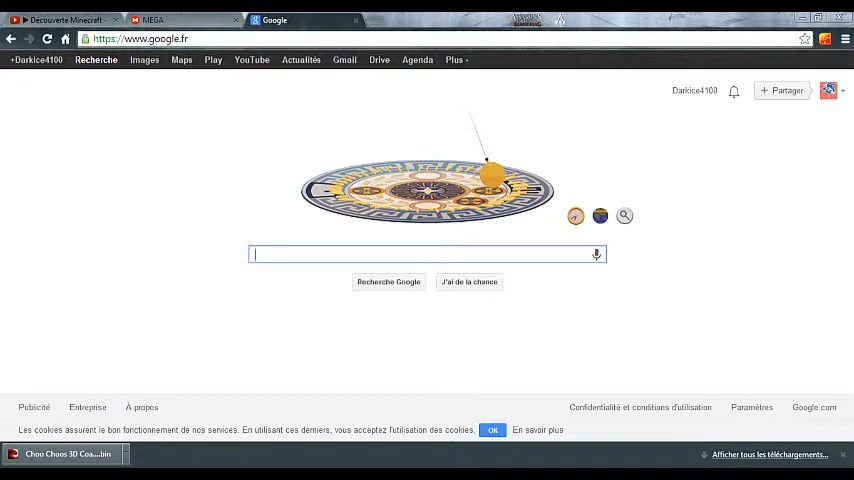 Découverte Minecraft -
MEGA
Google
https://www.google.fr
+Darkice4100 Recherche Images Maps Play YouTube Actualités Gmail Drive Agenda Plus
Darkice4100
+ Partager
Recherche Google
J'ai de la chance
Publicité Entreprise À propos
Confidentialité et conditions d'utilisation Paramètres Google.com
Les cookies assurent le bon fonctionnement de nos services. En utilisant ces derniers, vous acceptez l'utilisation des cookies. OK En savoir plus
Choo Choos 3D Coa....bin
Afficher tous les téléchargements...